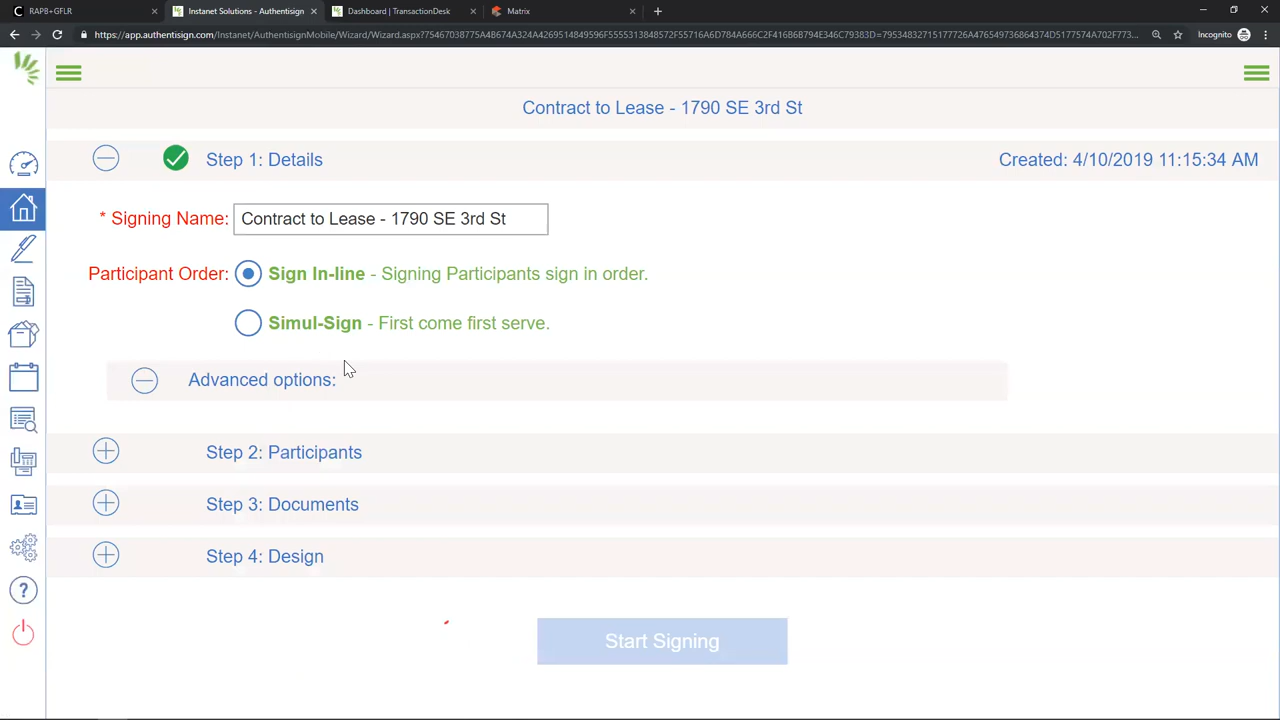 RAPB+GFLR
Instanet Solutions - Authentisign
Dashboard | TransactionDesk
Matrix
Incognito
Contract to Lease - 1790 SE 3rd St
Step 1: Details
Created: 4/10/2019 11:15:34 AM
* Signing Name: Contract to Lease - 1790 SE 3rd St
Participant Order: Sign In-line - Signing Participants sign in order.
Simul-Sign - First come first serve.
Advanced options:
Step 2: Participants
Step 3: Documents
Step 4: Design
?
Start Signing